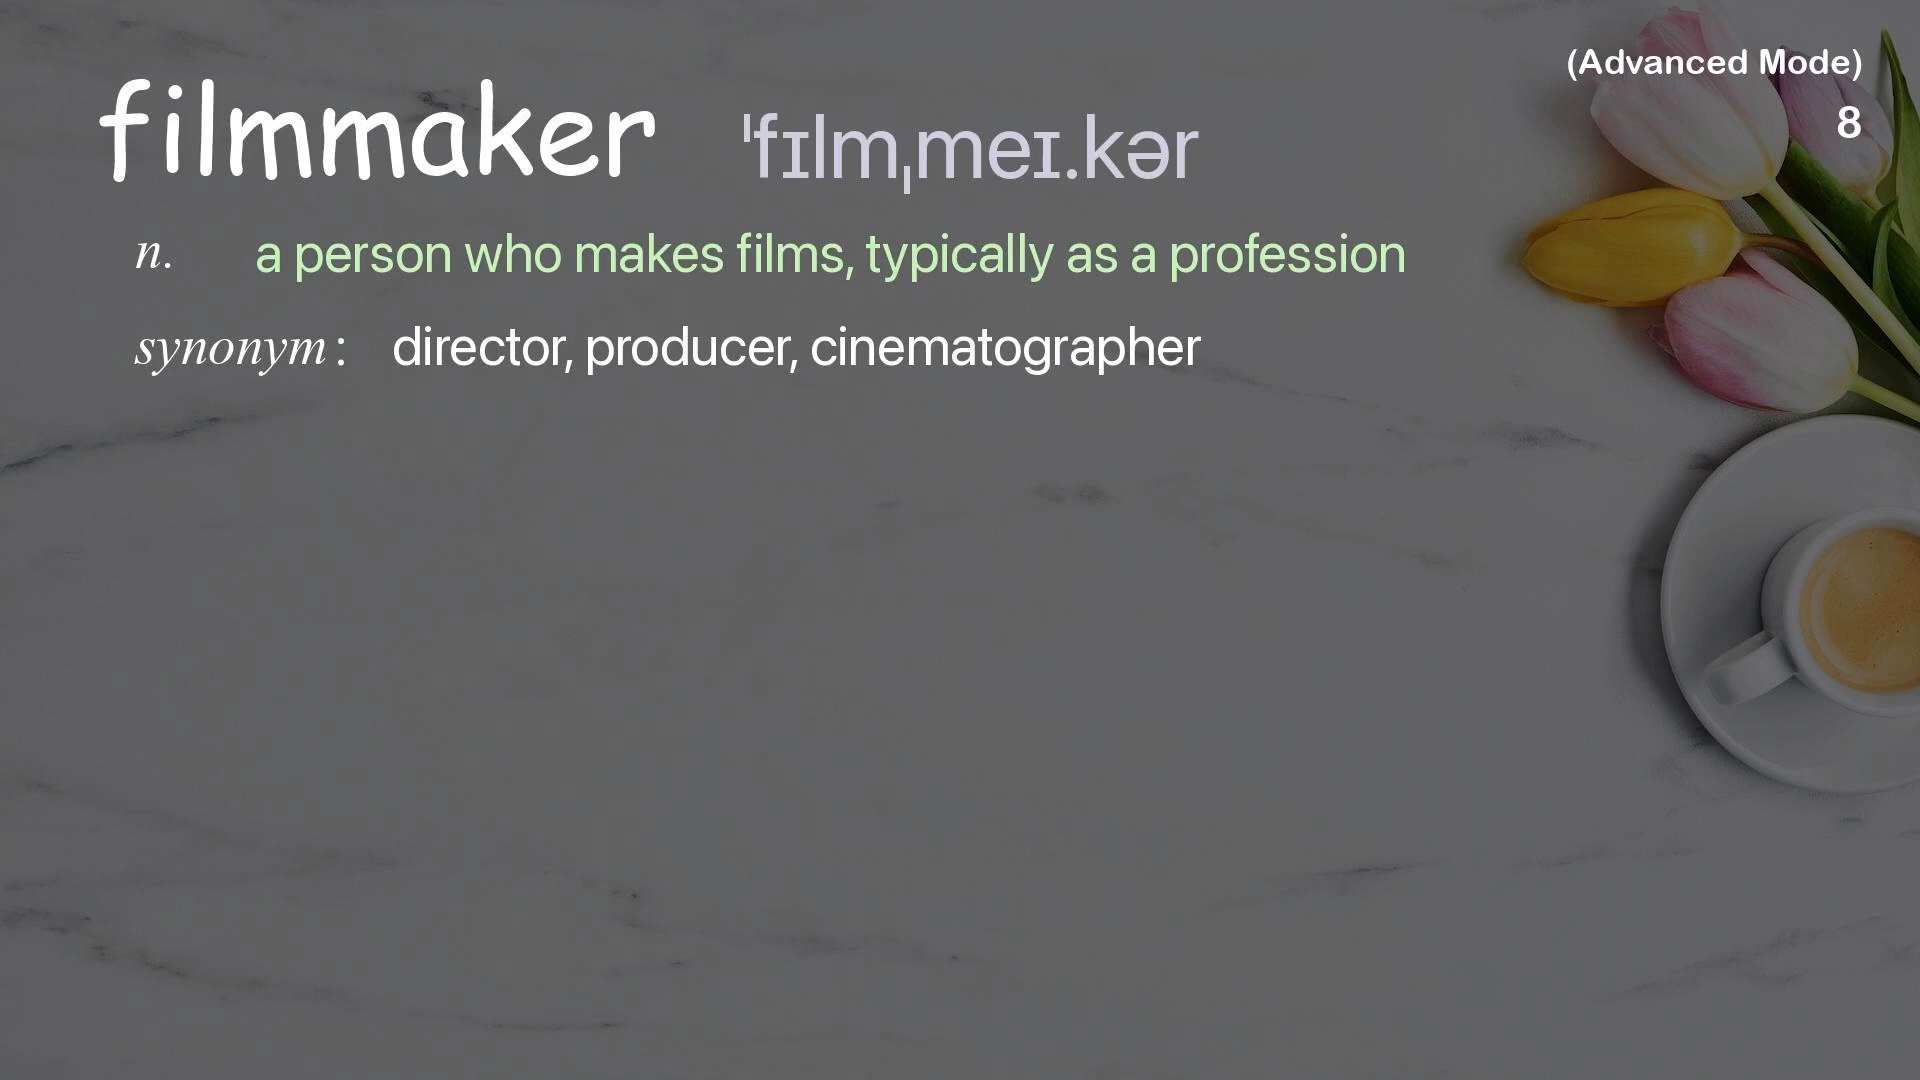 (Advanced Mode)
8
filmmaker ˈfɪlmˌmeɪ.kər
n. a person who makes films, typically as a profession
synonym: director, producer, cinematographer